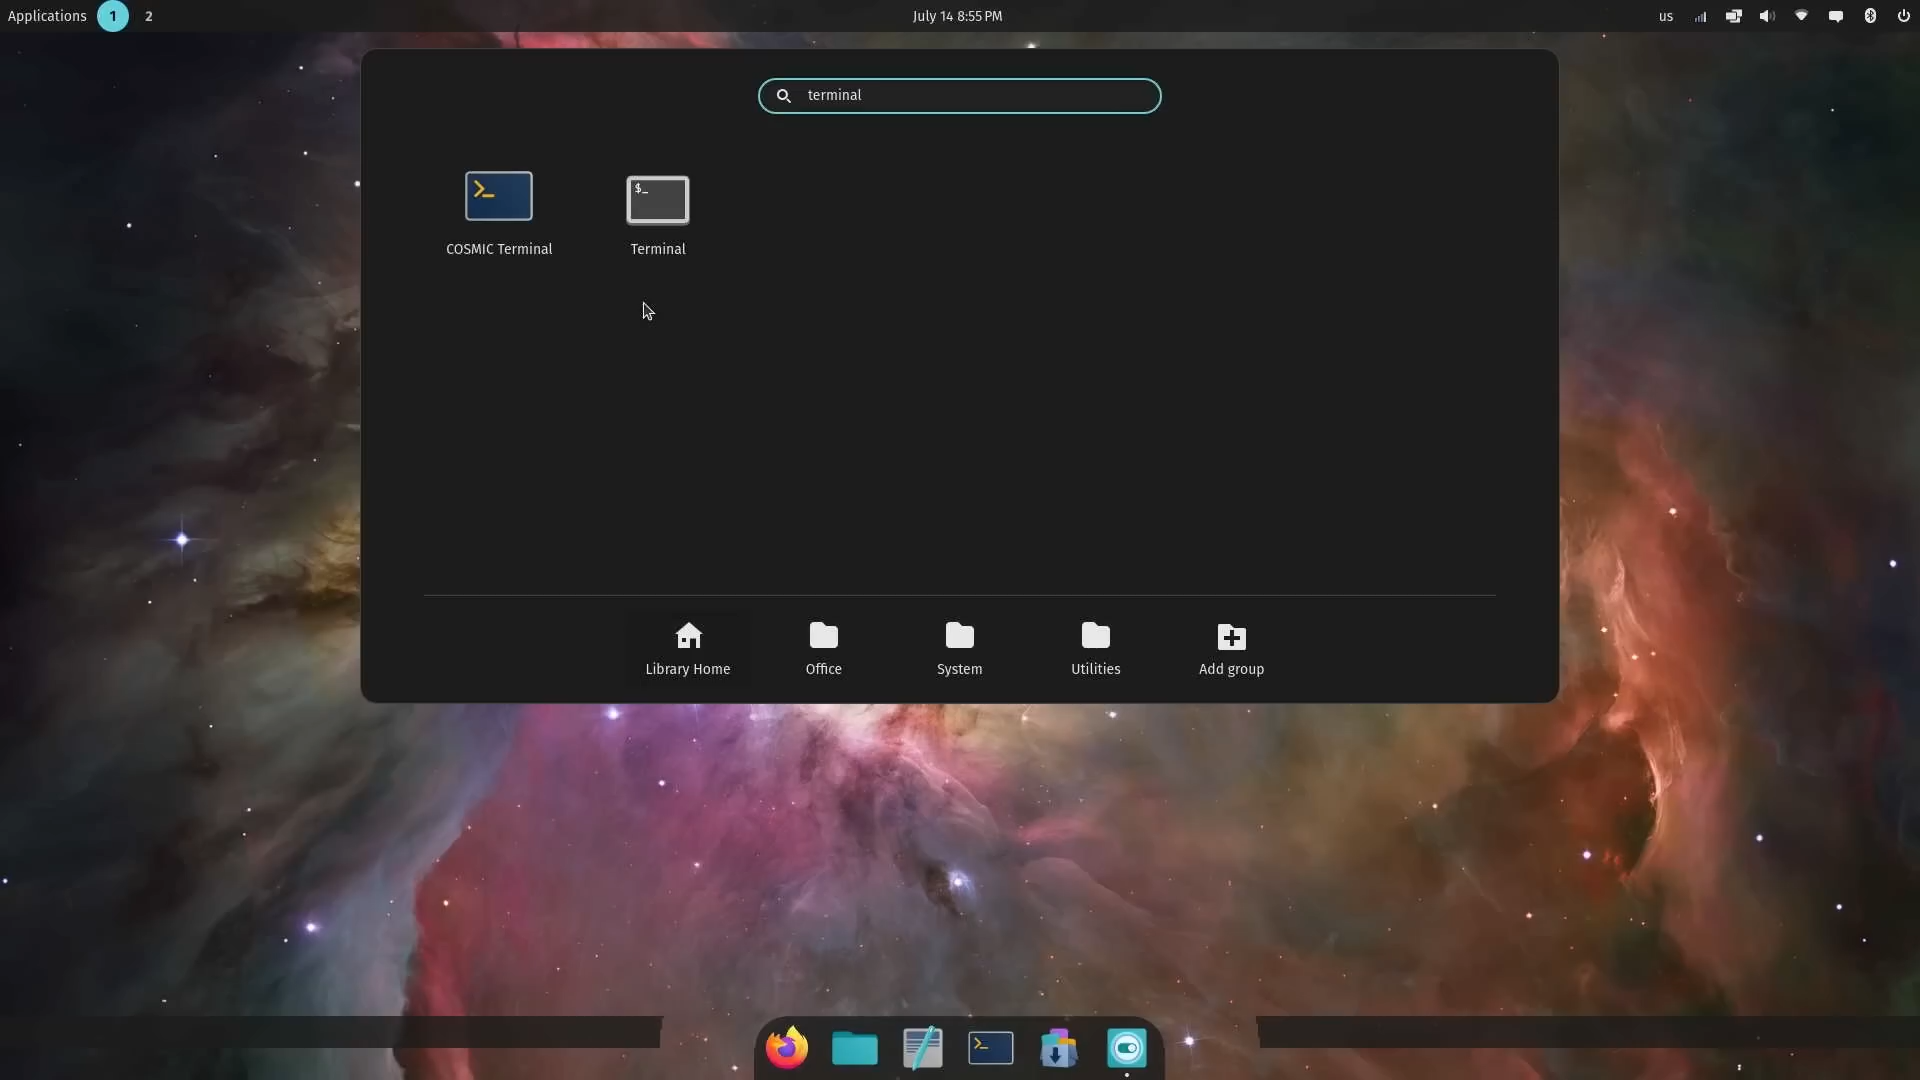 Applications 1 2 July 14 8:55 PM us
terminal
>_ $_
COSMIC Terminal Terminal
Library Home Office System Utilities Add group
>_